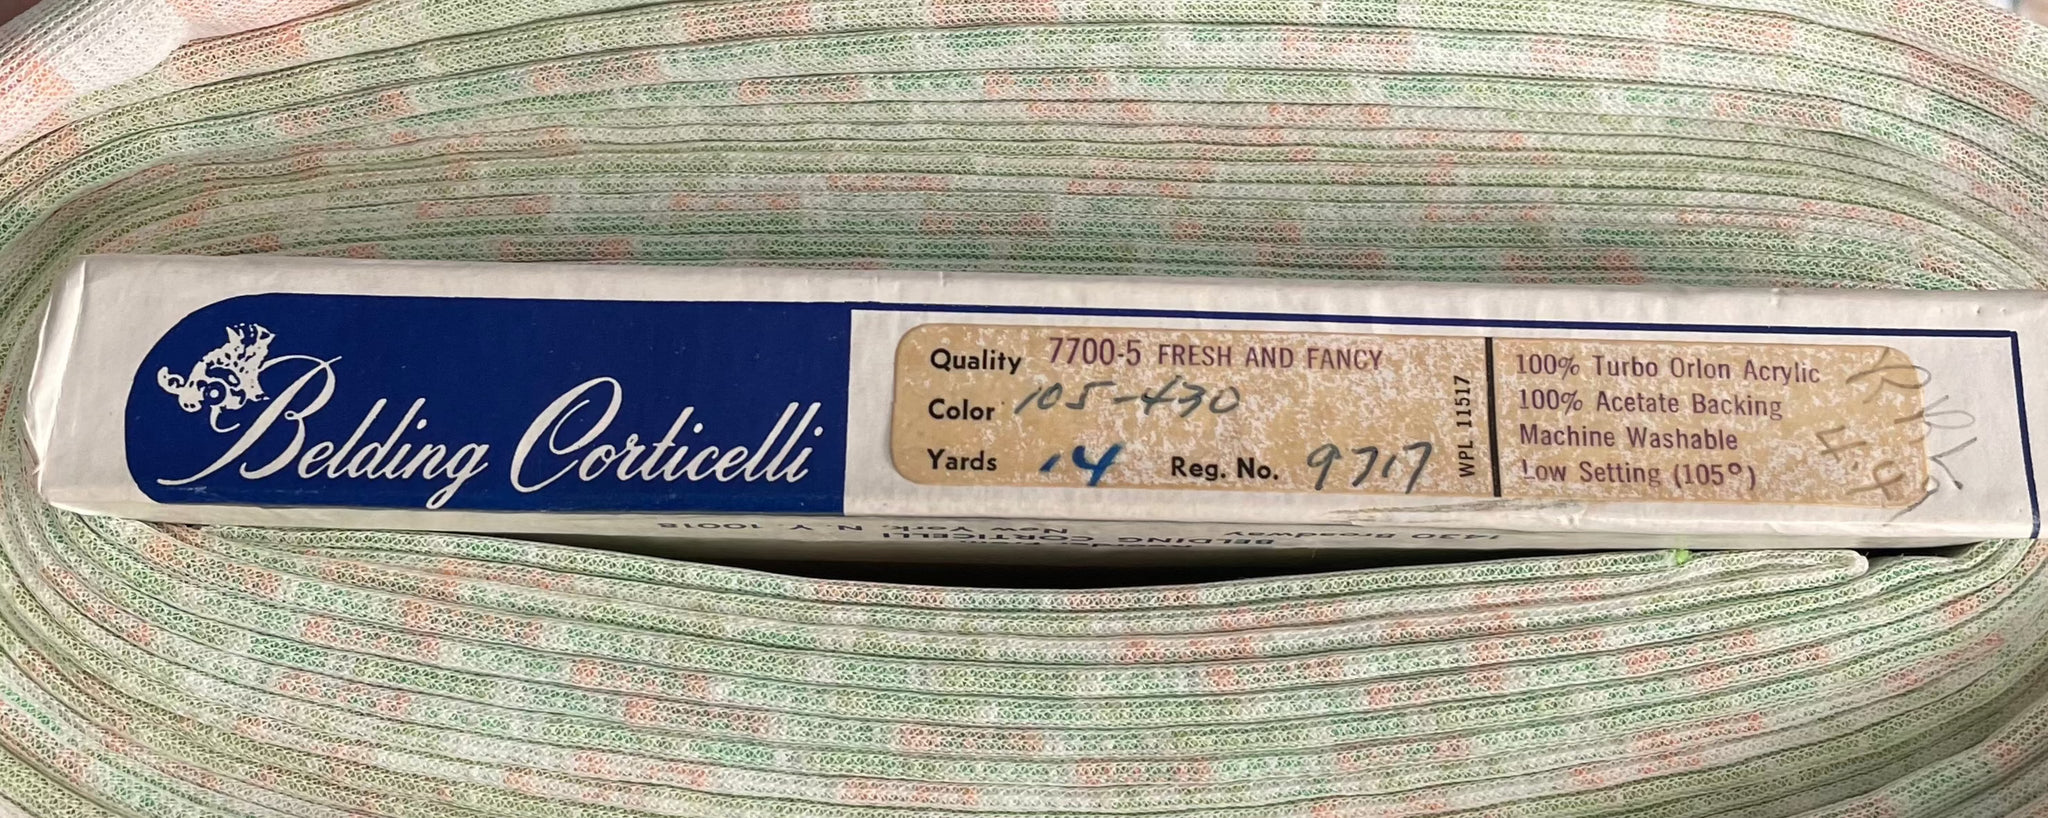 Belding Corticelli
Quality 7700-5 FRESH AND FANCY
Color 105-430
Yards 14 Reg. No. 9717
WPL 11517
100% Turbo Orlon Acrylic
100% Acetate Backing
Machine Washable
Low Setting (105°)
BELDING CORTICELLI
1430 Broadway
New York, N. Y. 10018